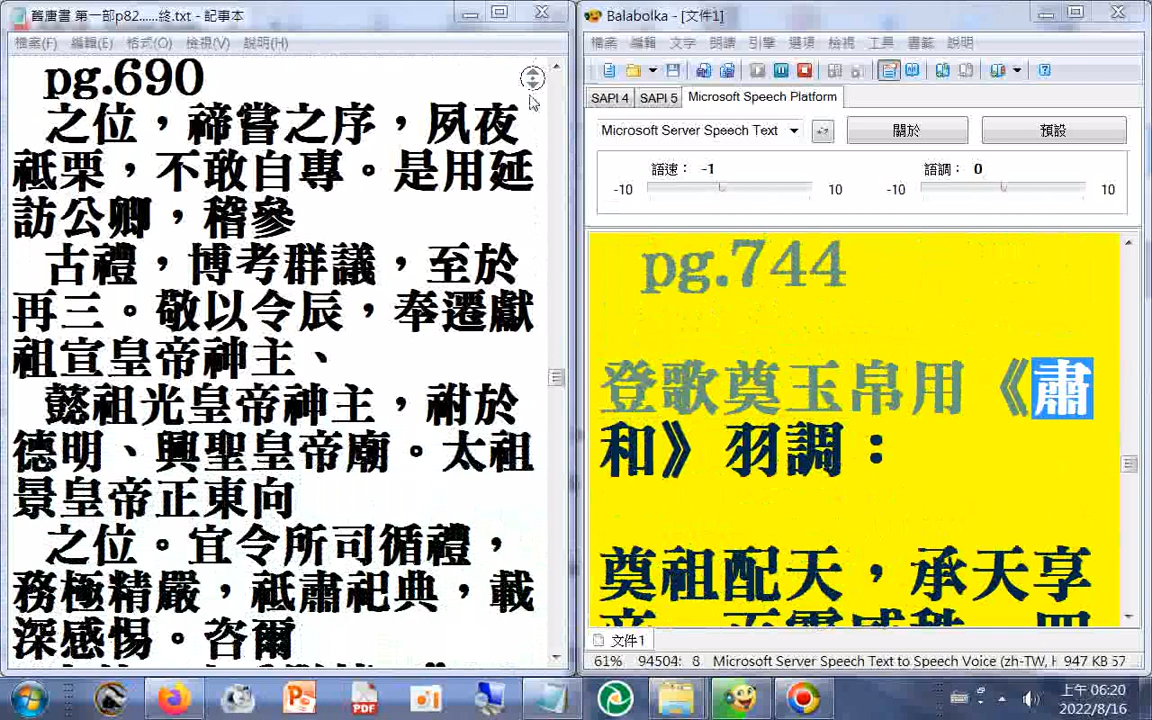 舊唐書 第一部p82......終.txt - 記事本
檔案(F) 編輯(E) 格式(O) 檢視(V) 說明(H)
pg.690
之位，禘嘗之序，夙夜
祗栗，不敢自專。是用延
訪公卿，稽參
古禮，博考群議，至於
再三。敬以令辰，奉遷獻
祖宣皇帝神主、
懿祖光皇帝神主，祔於
德明、興聖皇帝廟。太祖
景皇帝正東向
之位。宜令所司循禮，
務極精嚴，祗肅祀典，載
深感惕。咨爾
Balabolka - [文件1]
檔案 編輯 文字 朗讀 引擎 選項 檢視 工具 書籤 說明
SAPI 4 SAPI 5 Microsoft Speech Platform
Microsoft Server Speech Text 關於 預設
語速： -1 語調： 0
-10 10 -10 10
pg.744
登歌奠玉帛用《肅
和》羽調：
奠祖配天，承天享
文件1
61% 94504: 8 Microsoft Server Speech Text to Speech Voice (zh-TW, H 947 KB 57
PDF
上午 06:20
2022/8/16